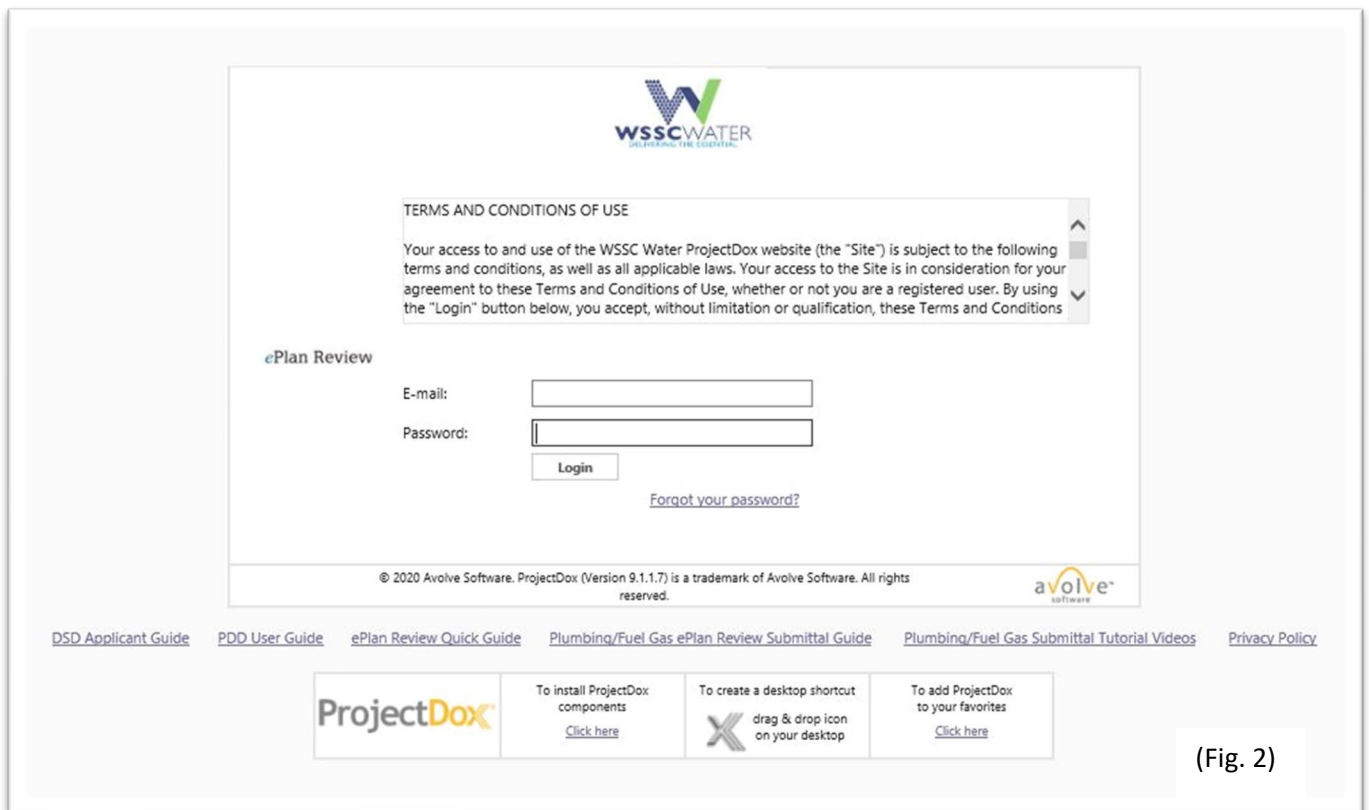 WSSCWATER
DELIVERING THE ESSENTIAL
TERMS AND CONDITIONS OF USE
Your access to and use of the WSSC Water ProjectDox website (the "Site") is subject to the following
terms and conditions, as well as all applicable laws. Your access to the Site is in consideration for your
agreement to these Terms and Conditions of Use, whether or not you are a registered user. By using
the "Login" button below, you accept, without limitation or qualification, these Terms and Conditions
ePlan Review
E-mail:
Password:
Login
Forgot your password?
© 2020 Avolve Software. ProjectDox (Version 9.1.1.7) is a trademark of Avolve Software. All rights
reserved.
avolve
software
DSD Applicant Guide PDD User Guide ePlan Review Quick Guide Plumbing/Fuel Gas ePlan Review Submittal Guide Plumbing/Fuel Gas Submittal Tutorial Videos Privacy Policy
ProjectDox
To install ProjectDox
components
Click here
To create a desktop shortcut
drag & drop icon
on your desktop
To add ProjectDox
to your favorites
Click here
(Fig. 2)